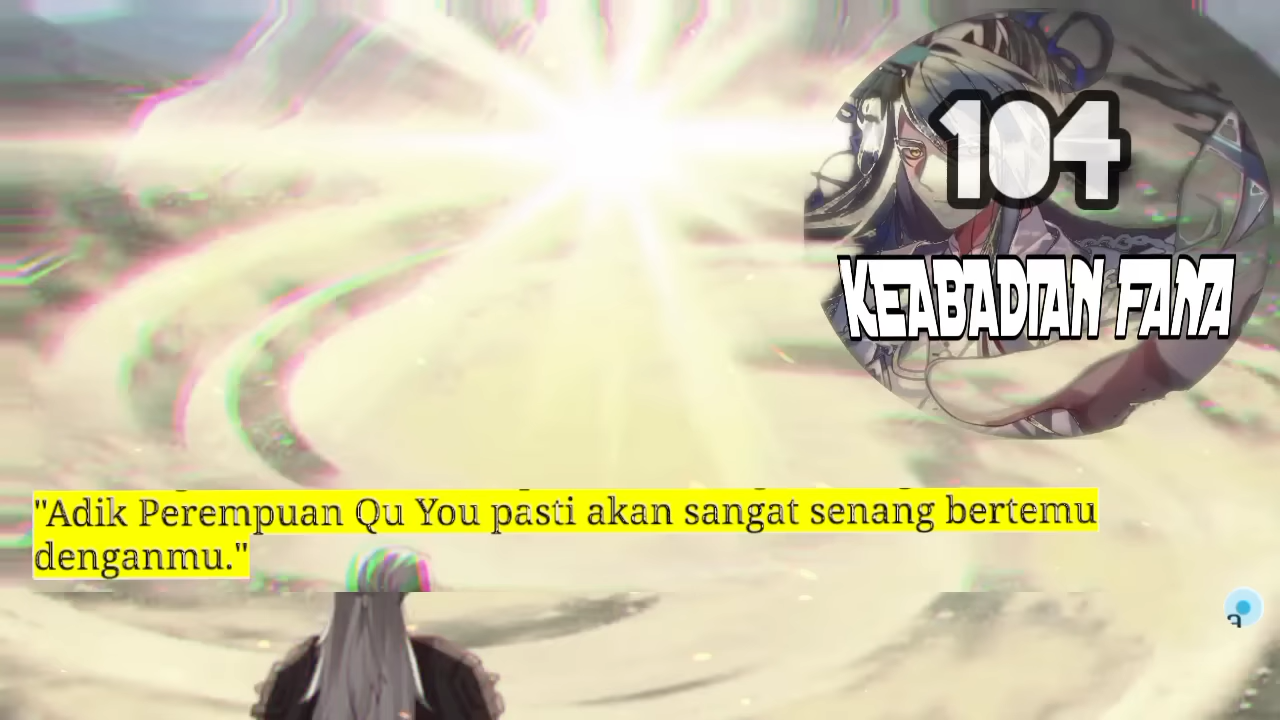 104
KEABADIAN FANA
"Adik Perempuan Qu You pasti akan sangat senang bertemu
denganmu."